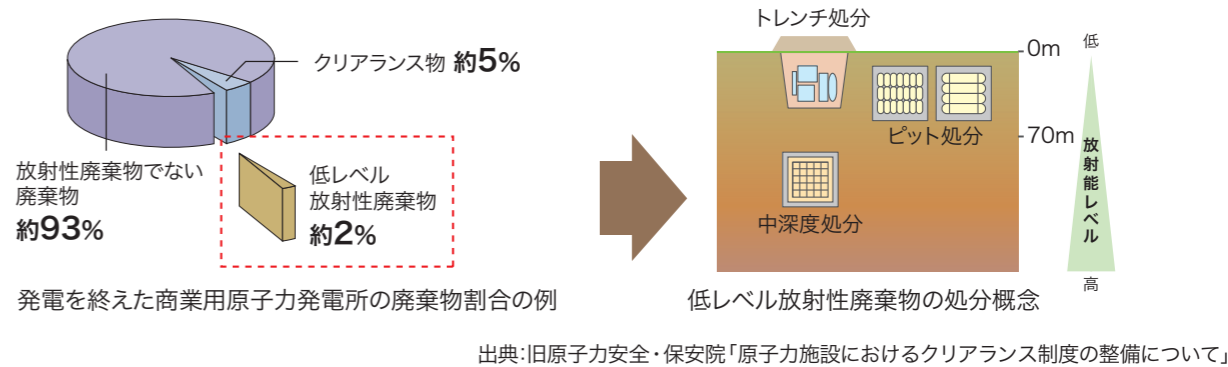 クリアランス物 約5%
放射性廃棄物でない
廃棄物
約93%
低レベル
放射性廃棄物
約2%
発電を終えた商業用原子力発電所の廃棄物割合の例
トレンチ処分
0m
低
ピット処分
70m
放射能レベル
中深度処分
高
低レベル放射性廃棄物の処分概念
出典:旧原子力安全・保安院「原子力施設におけるクリアランス制度の整備について」